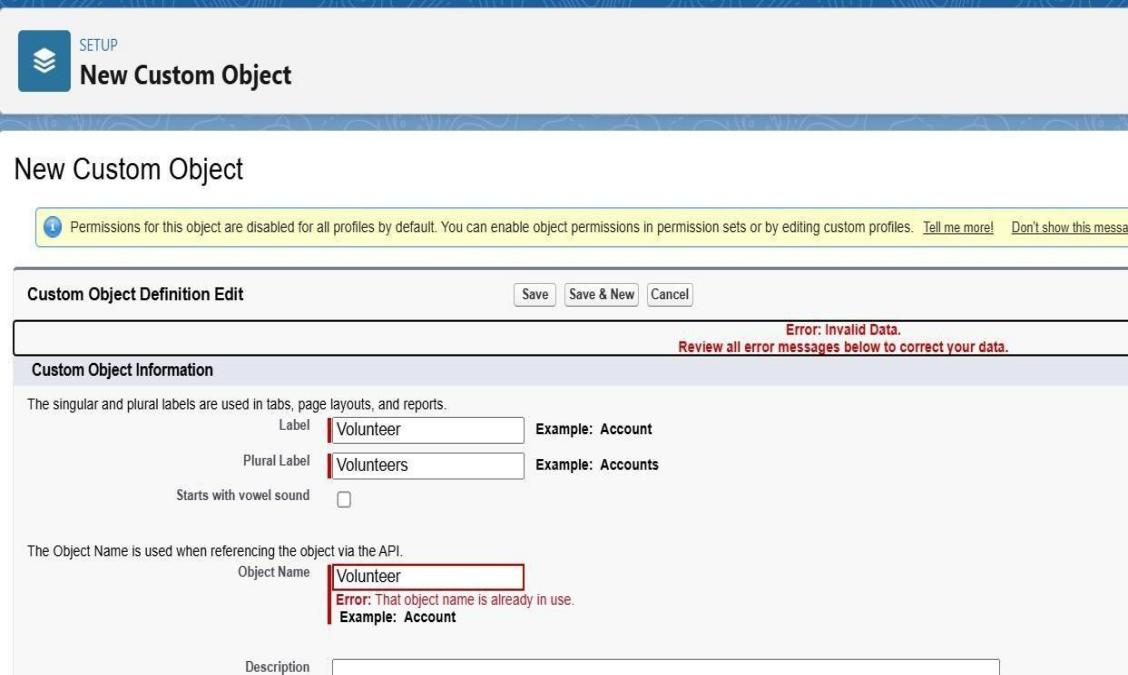 SETUP
New Custom Object
New Custom Object
Permissions for this object are disabled for all profiles by default. You can enable object permissions in permission sets or by editing custom profiles. Tell me more! Don't show this messa
Custom Object Definition Edit Save Save & New Cancel
Error: Invalid Data.
Review all error messages below to correct your data.
Custom Object Information
The singular and plural labels are used in tabs, page layouts, and reports.
Label Volunteer Example: Account
Plural Label Volunteers Example: Accounts
Starts with vowel sound
The Object Name is used when referencing the object via the API.
Object Name Volunteer
Error: That object name is already in use.
Example: Account
Description